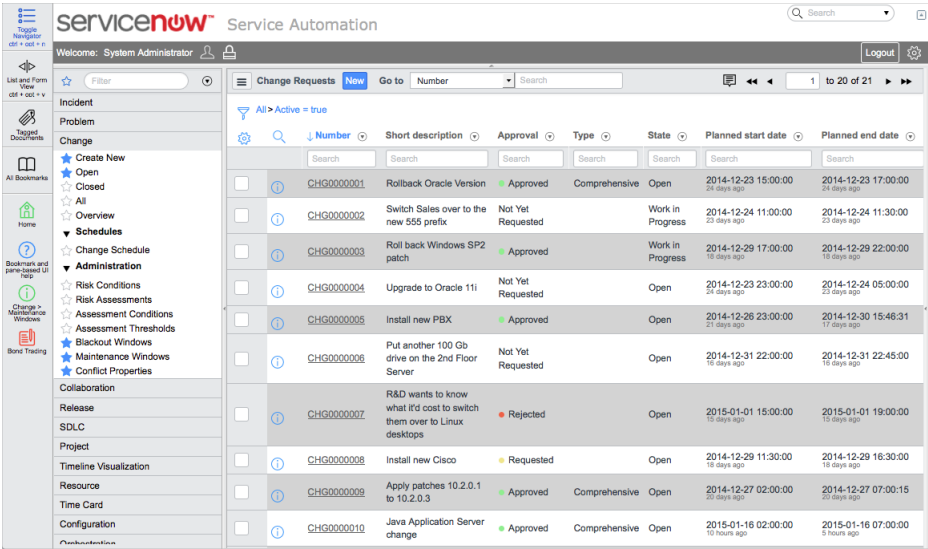 servicenow™ Service Automation
Search
Welcome: System Administrator
Logout
Toggle
Navigator
ctrl + opt + n
List and Form
View
ctrl + opt + v
Tagged
Documents
All Bookmarks
Home
Bookmark and
pane-based UI
help
Change >
Maintenance
Windows
Bond Trading
Filter
Incident
Problem
Change
Create New
Open
Closed
All
Overview
Schedules
Change Schedule
Administration
Risk Conditions
Risk Assessments
Assessment Conditions
Assessment Thresholds
Blackout Windows
Maintenance Windows
Conflict Properties
Collaboration
Release
SDLC
Project
Timeline Visualization
Resource
Time Card
Configuration
Orchestration
Change Requests New Go to Number Search 1 to 20 of 21
All > Active = true
Number Short description Approval Type State Planned start date Planned end date
Search Search Search Search Search Search Search
CHG0000001 Rollback Oracle Version Approved Comprehensive Open 2014-12-23 15:00:00 2014-12-23 17:00:00
24 days ago 24 days ago
Switch Sales over to the Not Yet Work in
CHG0000002 2014-12-24 11:00:00 2014-12-24 11:30:00
new 555 prefix Requested Progress 23 days ago 23 days ago
Roll back Windows SP2 Work in
CHG0000003 Approved 2014-12-29 17:00:00 2014-12-29 22:00:00
patch Progress 18 days ago 18 days ago
Not Yet
CHG0000004 Upgrade to Oracle 11i Open 2014-12-23 23:00:00 2014-12-24 05:00:00
Requested 24 days ago 23 days ago
CHG0000005 Install new PBX Approved Open 2014-12-26 23:00:00 2014-12-30 15:46:31
21 days ago 17 days ago
Put another 100 Gb
Not Yet
CHG0000006 drive on the 2nd Floor Open 2014-12-31 22:00:00 2014-12-31 22:45:00
Requested 16 days ago 16 days ago
Server
R&D wants to know
what it'd cost to switch
CHG0000007 Rejected Open 2015-01-01 15:00:00 2015-01-01 19:00:00
them over to Linux 15 days ago 15 days ago
desktops
CHG0000008 Install new Cisco Requested Open 2014-12-29 11:30:00 2014-12-29 16:30:00
18 days ago 18 days ago
Apply patches 10.2.0.1
CHG0000009 Approved Comprehensive Open 2014-12-27 02:00:00 2014-12-27 07:00:15
to 10.2.0.3 20 days ago 20 days ago
Java Application Server
CHG0000010 Approved Comprehensive Open 2015-01-16 02:00:00 2015-01-16 07:00:00
change 10 hours ago 5 hours ago